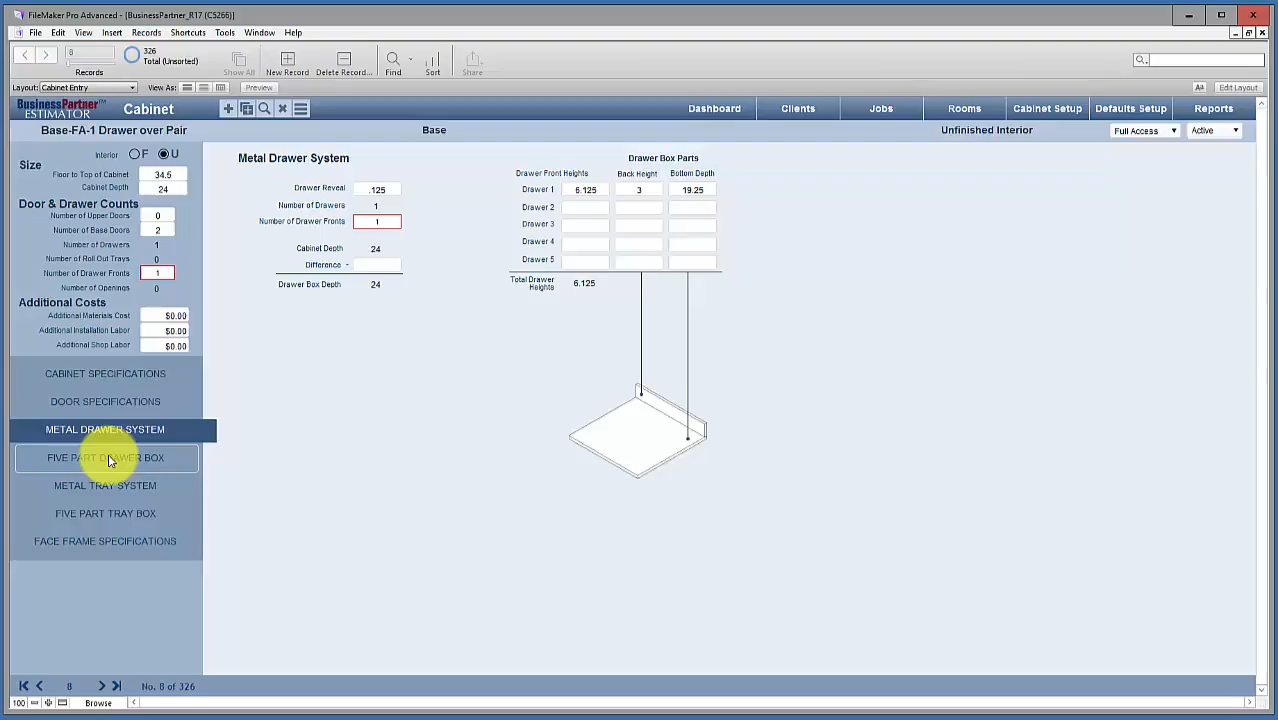 FileMaker Pro Advanced - [BusinessPartner_R17 (C5266)]
File Edit View Insert Records Shortcuts Tools Window Help
8
326
Total (Unsorted)
Records
Show All
New Record
Delete Record...
Find
Sort
Share
Layout: Cabinet Entry
View As:
Preview
Aa
Edit Layout
BusinessPartner™
ESTIMATOR
Cabinet
Dashboard
Clients
Jobs
Rooms
Cabinet Setup
Defaults Setup
Reports
Base-FA-1 Drawer over Pair
Base
Unfinished Interior
Full Access
Active
Interior F U
Size
Floor to Top of Cabinet 34.5
Cabinet Depth 24
Door & Drawer Counts
Number of Upper Doors 0
Number of Base Doors 2
Number of Drawers 1
Number of Roll Out Trays 0
Number of Drawer Fronts 1
Number of Openings 0
Additional Costs
Additional Materials Cost $0.00
Additional Installation Labor $0.00
Additional Shop Labor $0.00
CABINET SPECIFICATIONS
DOOR SPECIFICATIONS
METAL DRAWER SYSTEM
FIVE PART DRAWER BOX
METAL TRAY SYSTEM
FIVE PART TRAY BOX
FACE FRAME SPECIFICATIONS
Metal Drawer System
Drawer Reveal .125
Number of Drawers 1
Number of Drawer Fronts 1
Cabinet Depth 24
Difference -
Drawer Box Depth 24
Drawer Box Parts
Drawer Front Heights Back Height Bottom Depth
Drawer 1 6.125 3 19.25
Drawer 2
Drawer 3
Drawer 4
Drawer 5
Total Drawer
Heights 6.125
8 No. 8 of 326
100 Browse